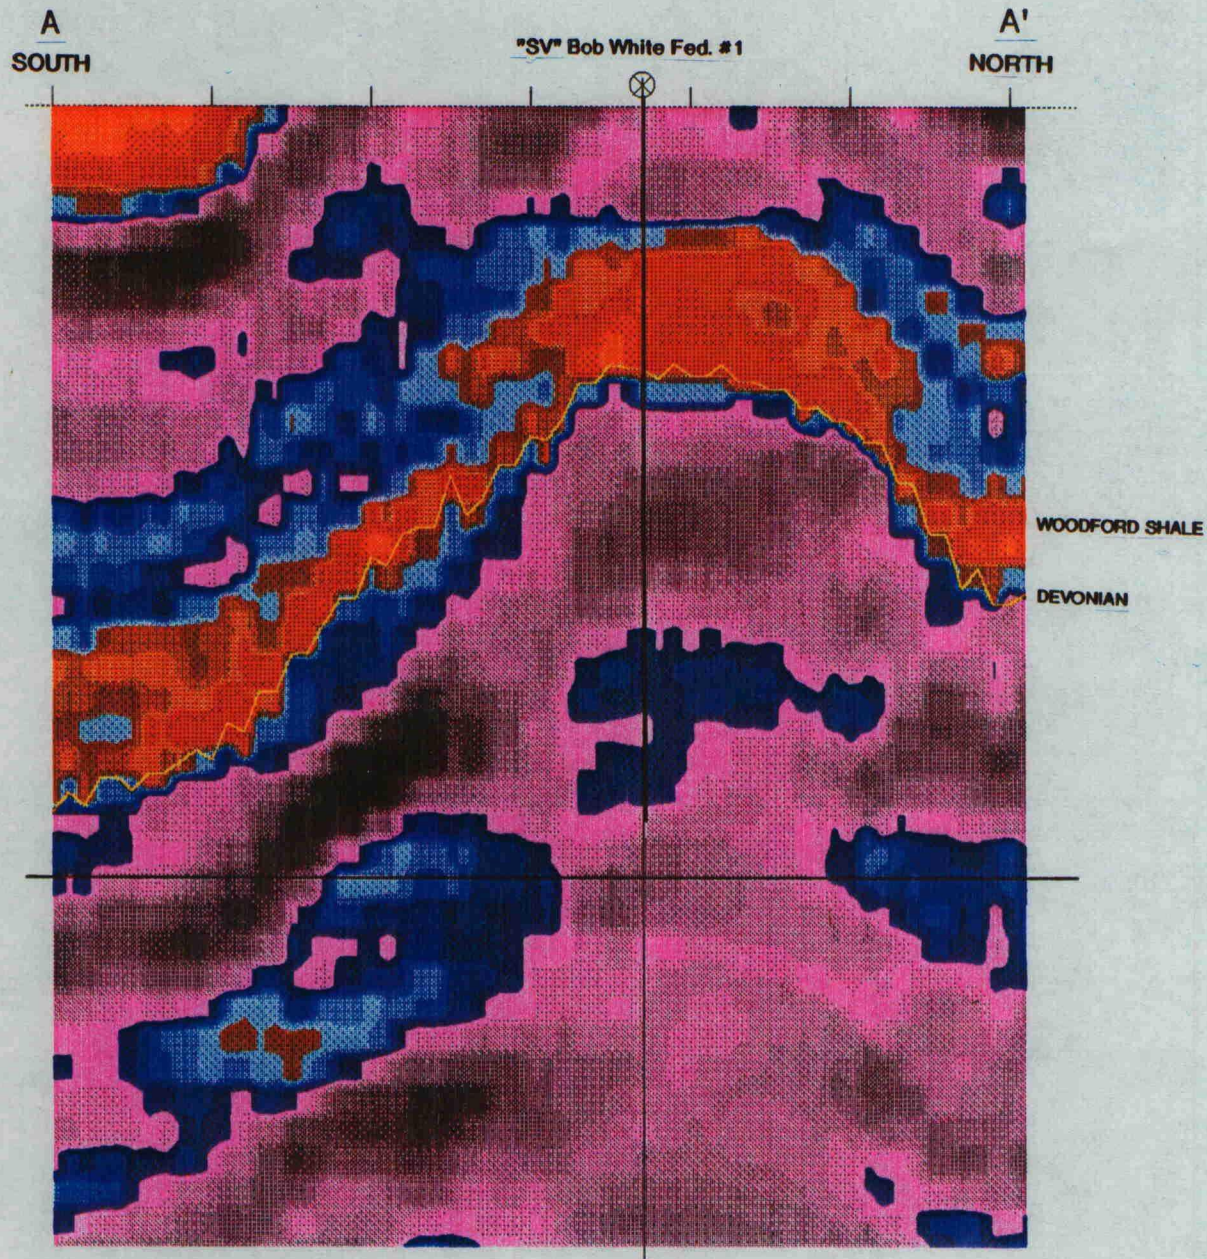 A
SOUTH
"SV" Bob White Fed. #1
A'
NORTH
WOODFORD SHALE
DEVONIAN